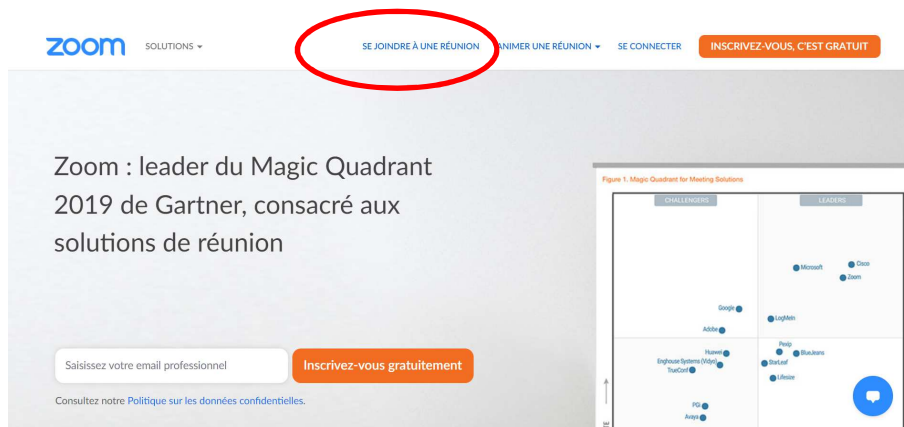 zoom
SOLUTIONS
SE JOINDRE À UNE RÉUNION
ANIMER UNE RÉUNION
SE CONNECTER
INSCRIVEZ-VOUS, C'EST GRATUIT
Zoom : leader du Magic Quadrant
2019 de Gartner, consacré aux
solutions de réunion
Saisissez votre email professionnel
Inscrivez-vous gratuitement
Consultez notre Politique sur les données confidentielles.
Figure 1. Magic Quadrant for Meeting Solutions
CHALLENGERS
LEADERS
Microsoft
Cisco
Zoom
Google
LogMeIn
Adobe
Huawei
Pexip
BlueJeans
Enghouse Systems (Vidyo)
StarLeaf
TrueConf
Lifesize
PGi
Avaya